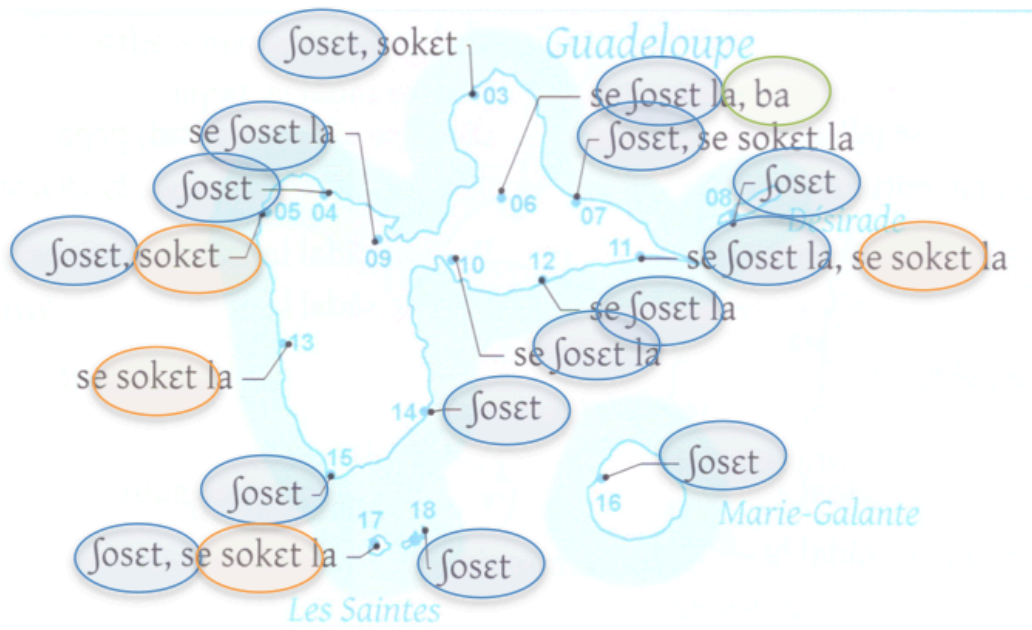 ʃosɛt, sokɛt
Guadeloupe
03
se ʃosɛt la, ba
se ʃosɛt la
ʃosɛt, se sokɛt la
ʃosɛt
ʃosɛt
05
04
06
07
08
Désirade
ʃosɛt, sokɛt
09
10
12
11
se ʃosɛt la, se sokɛt la
se ʃosɛt la
13
se ʃosɛt la
se sokɛt la
14
ʃosɛt
15
ʃosɛt
ʃosɛt
16
Marie-Galante
17
18
ʃosɛt, se sokɛt la
ʃosɛt
Les Saintes